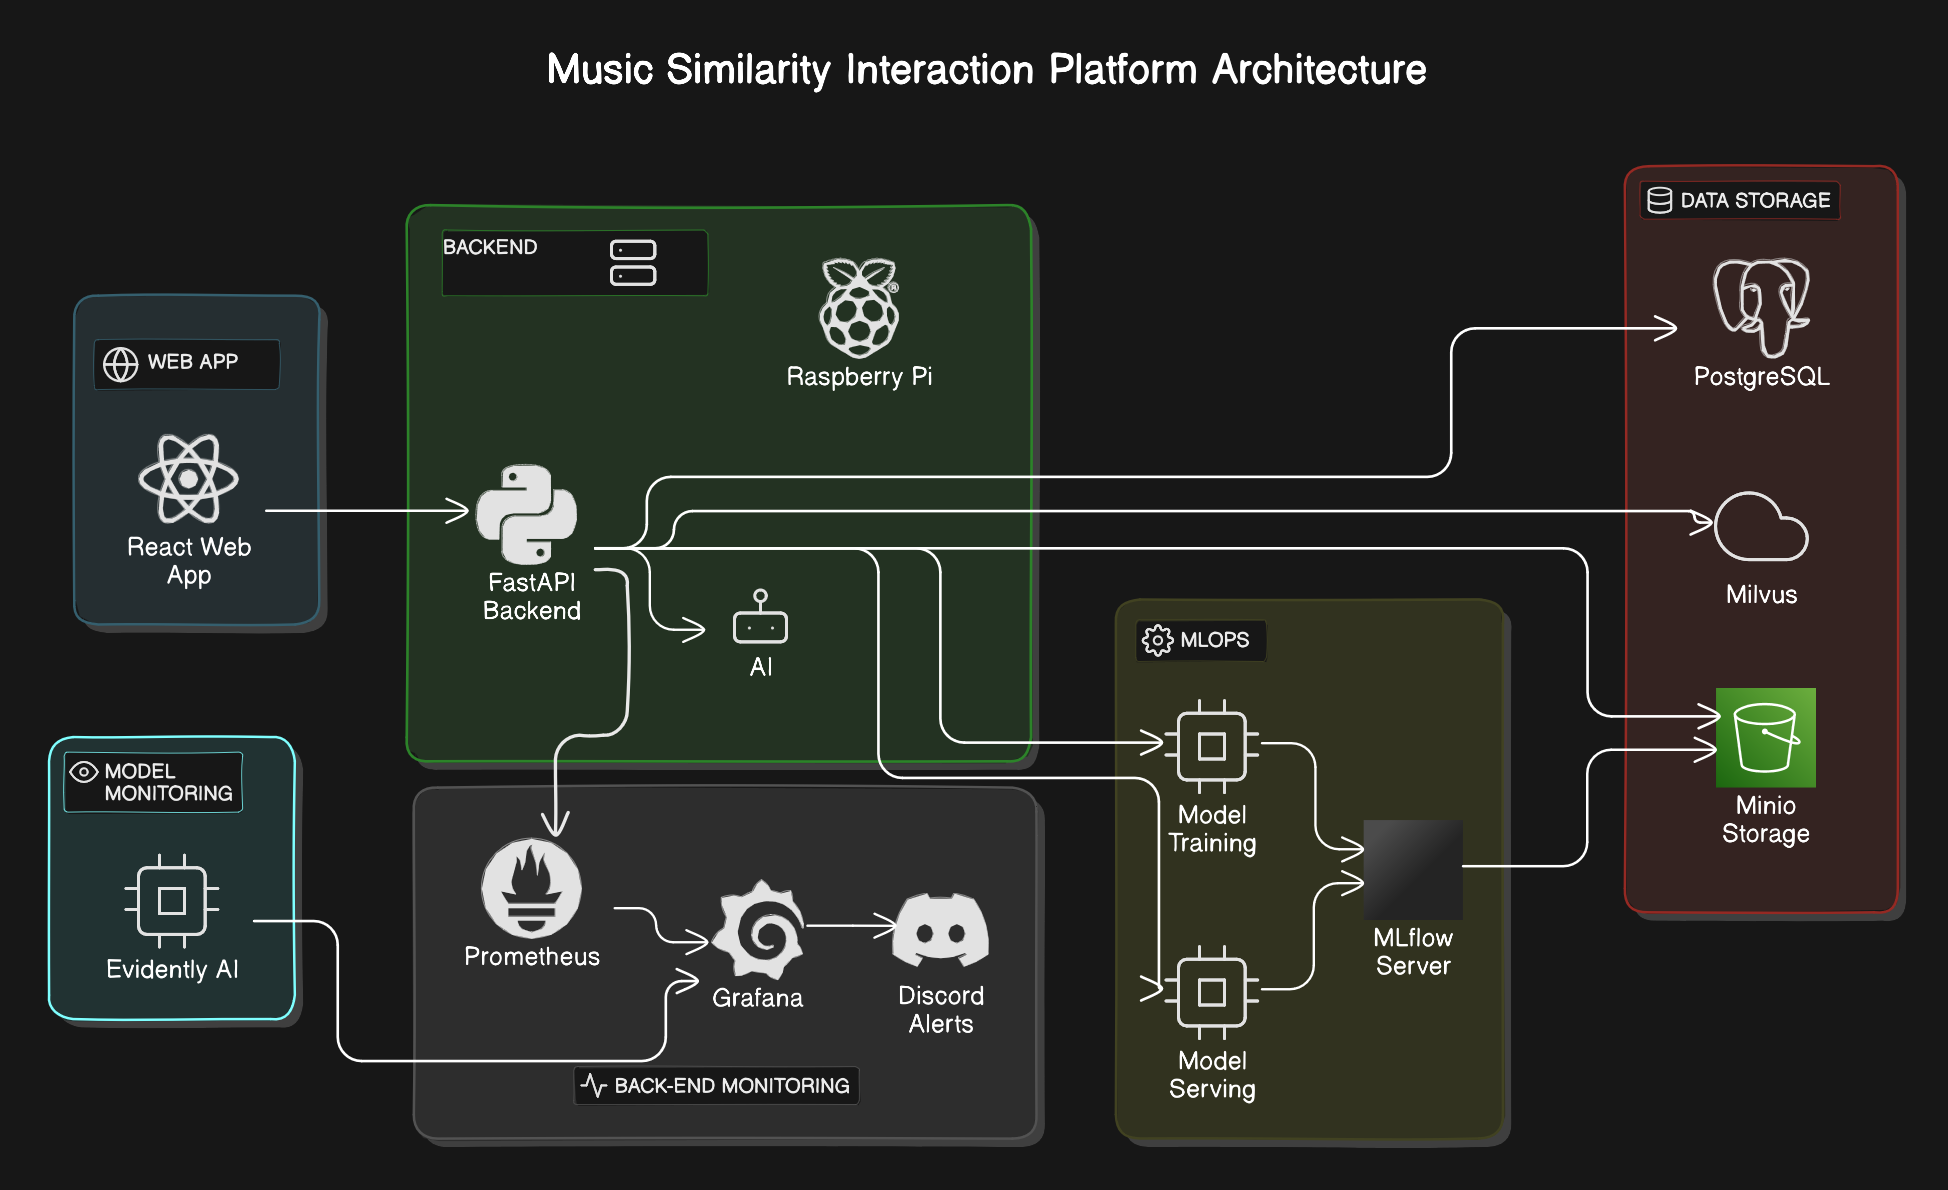 Music Similarity Interaction Platform Architecture
DATA STORAGE
BACKEND
PostgreSQL
Raspberry Pi
WEB APP
React Web
App
FastAPI
Backend
AI
Milvus
MLOPS
Model
Training
Minio
Storage
MODEL
MONITORING
Evidently AI
Prometheus
Grafana
Discord
Alerts
MLflow
Server
Model
Serving
BACK-END MONITORING